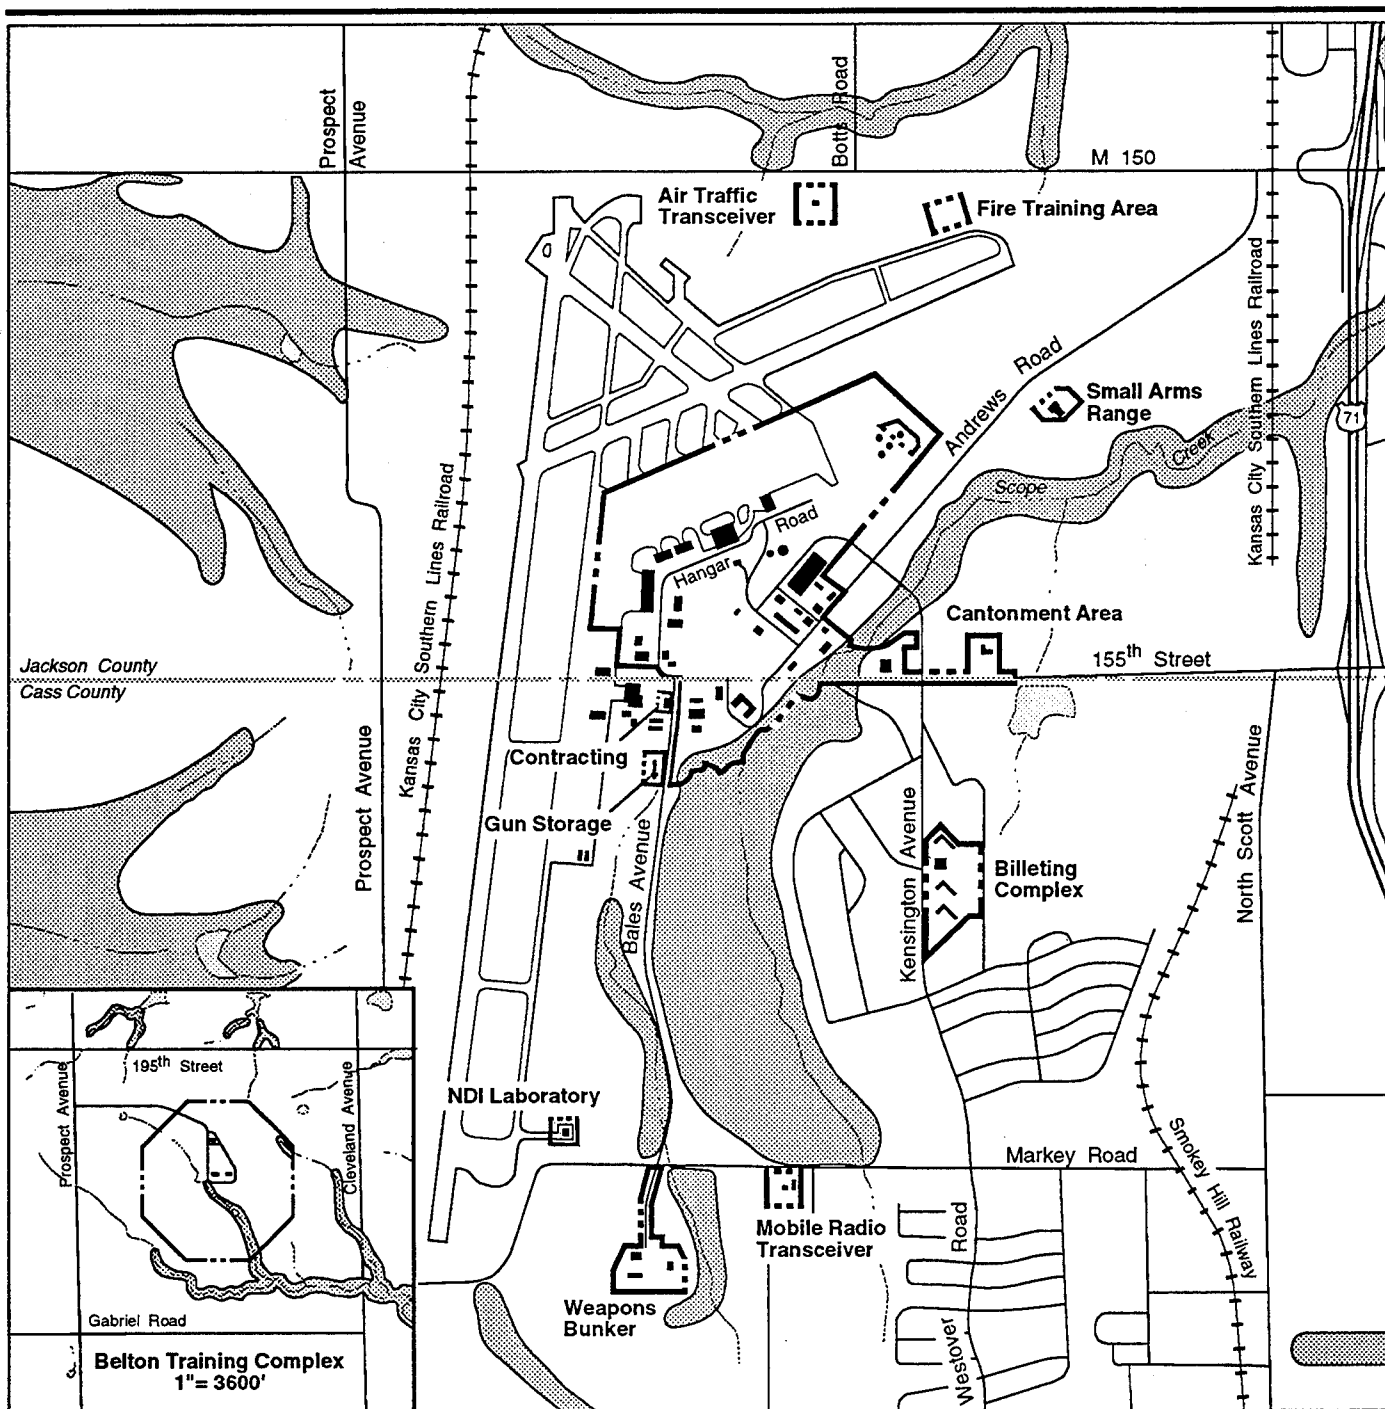 Prospect
Avenue
Botts Road
M 150
Air Traffic
Transceiver
Fire Training Area
Andrews Road
Kansas City Southern Lines Railroad
Small Arms
Range
71
Scope Creek
Kansas City Southern Lines Railroad
Hangar Road
Cantonment Area
155th Street
Jackson County
Cass County
Prospect Avenue
Contracting
Gun Storage
Bales Avenue
Kensington Avenue
Billeting
Complex
North Scott Avenue
NDI Laboratory
Markey Road
Smokey Hill Railway
Mobile Radio
Transceiver
Weapons
Bunker
Westover Road
195th Street
Prospect Avenue
Cleveland Avenue
Gabriel Road
Belton Training Complex
1"= 3600'